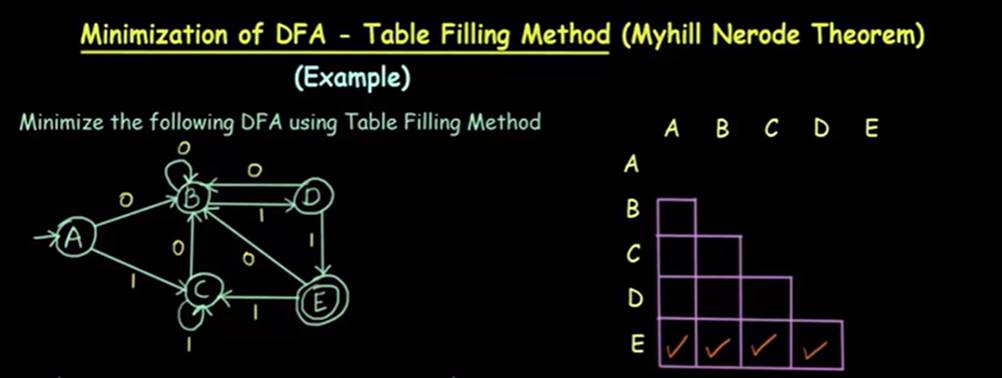 Minimization of DFA - Table Filling Method (Myhill Nerode Theorem)
(Example)
Minimize the following DFA using Table Filling Method
0
0
0
B
D
1
A
0
0
1
1
C
E
1
1
A B C D E
A
B
C
D
E ✓ ✓ ✓ ✓